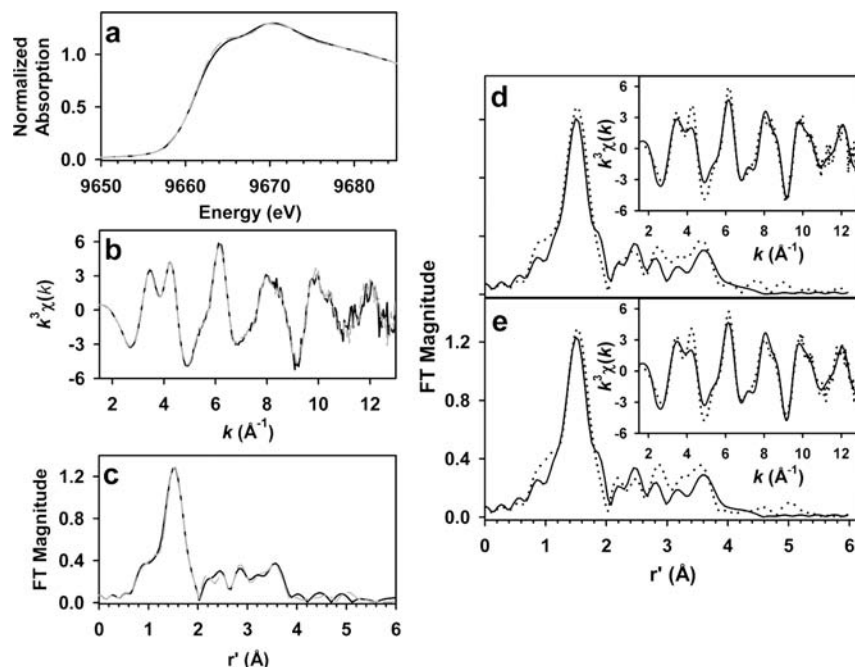 a
Normalized
Absorption
1.0
0.5
0.0
9650 9660 9670 9680
Energy (eV)
b
k³χ(k)
6
3
0
-3
-6
2 4 6 8 10 12
k (Å⁻¹)
c
FT Magnitude
1.2
0.8
0.4
0.0
0 1 2 3 4 5 6
r' (Å)
d
k³χ(k)
6
3
0
-3
-6
2 4 6 8 10 12
k (Å⁻¹)
e
FT Magnitude
1.2
0.8
0.4
0.0
k³χ(k)
6
3
0
-3
-6
2 4 6 8 10 12
k (Å⁻¹)
0 1 2 3 4 5 6
r' (Å)